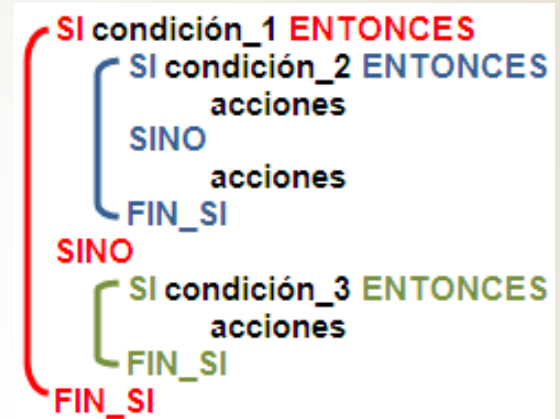 SI condición_1 ENTONCES
SI condición_2 ENTONCES
acciones
SINO
acciones
FIN_SI
SINO
SI condición_3 ENTONCES
acciones
FIN_SI
FIN_SI